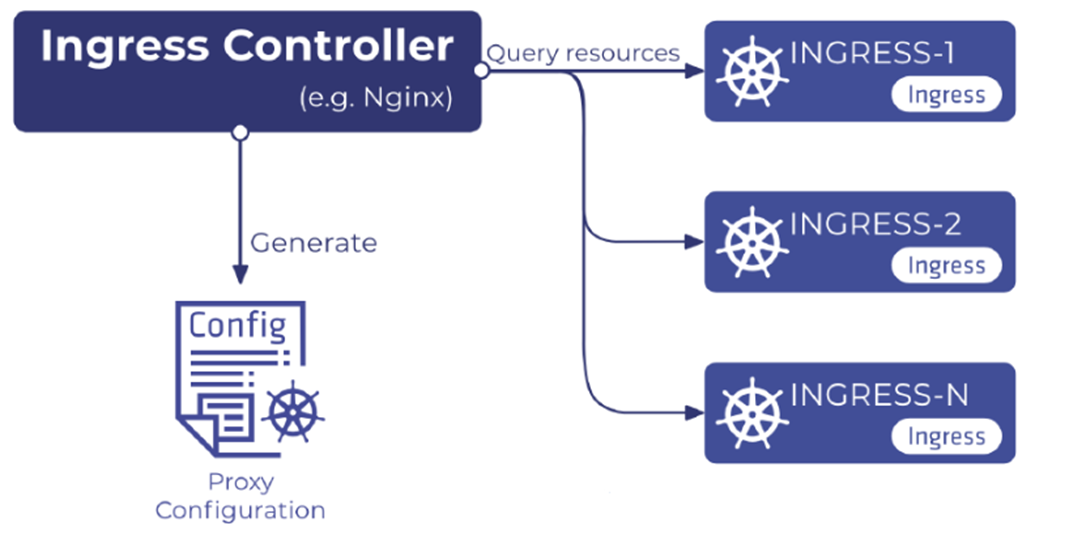 Ingress Controller
(e.g. Nginx)
Query resources
INGRESS-1
Ingress
INGRESS-2
Ingress
INGRESS-N
Ingress
Generate
Config
Proxy
Configuration